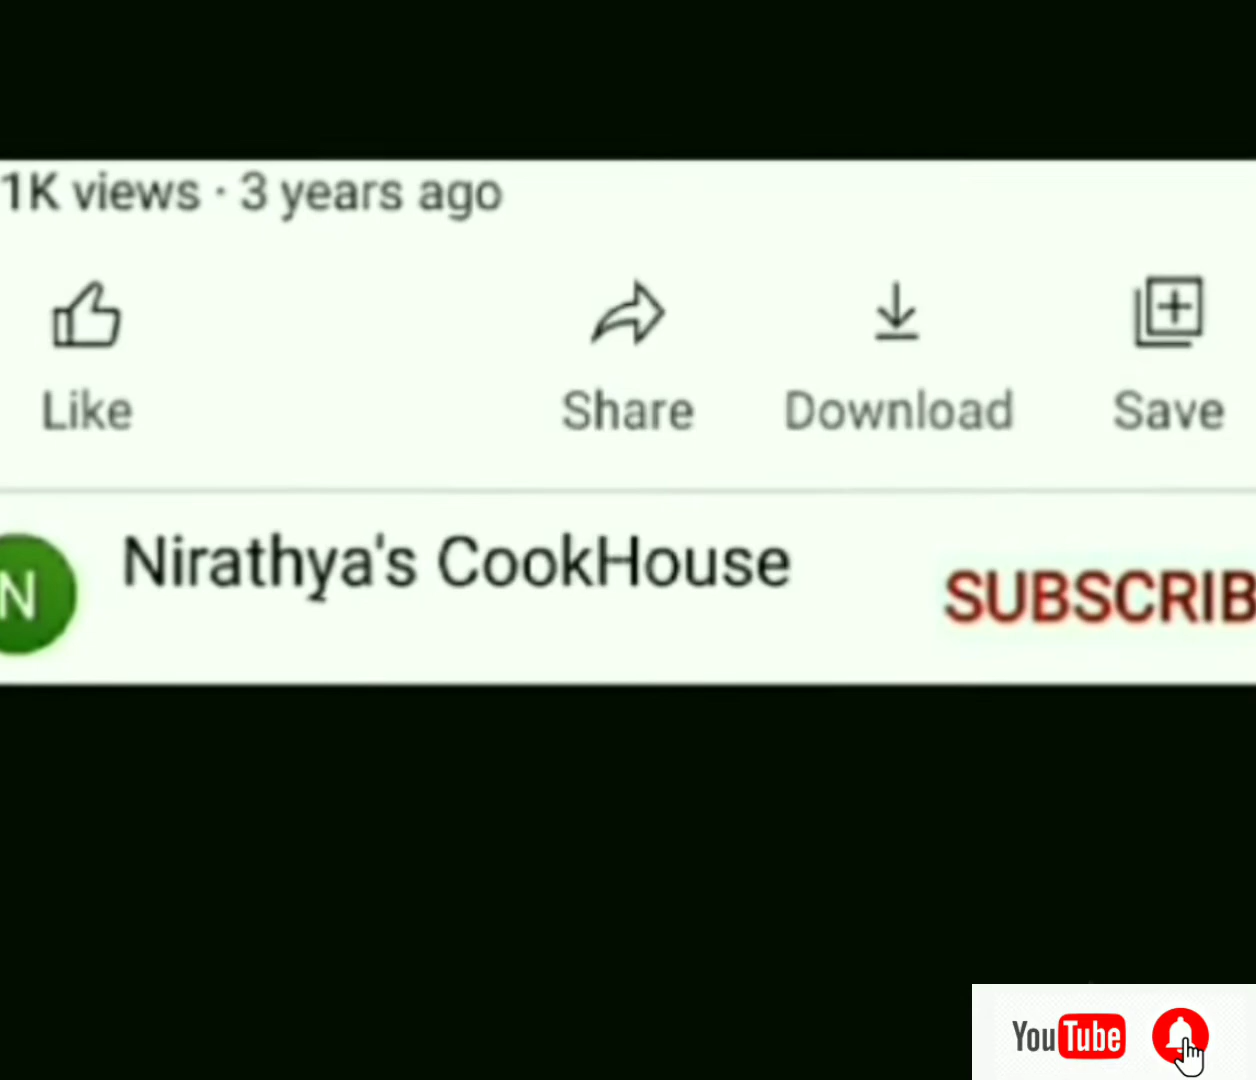 1K views · 3 years ago
Like
Share
Download
Save
N
Nirathya's CookHouse
SUBSCRIB
YouTube